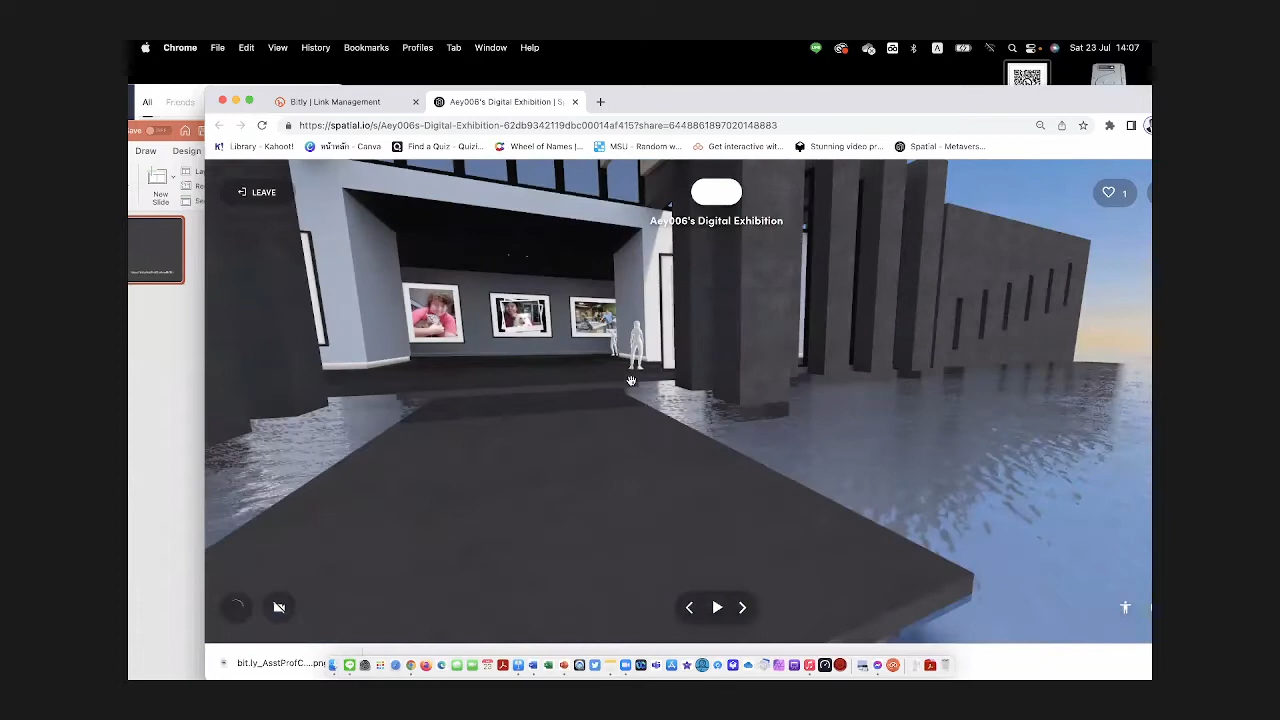 Chrome File Edit View History Bookmarks Profiles Tab Window Help
A
Sat 23 Jul 14:07
All Friends
Bitly | Link Management
Aey006's Digital Exhibition | Sp
https://spatial.io/s/Aey006s-Digital-Exhibition-62db9342119dbc00014af415?share=6448861897020148883
Library - Kahoot!
หน้าหลัก - Canva
Find a Quiz - Quizi...
Wheel of Names |...
MSU - Random w...
Get interactive wit...
Stunning video pr...
Spatial - Metavers...
Draw Design
New
Slide
LEAVE
1
Aey006's Digital Exhibition
bit.ly_AsstProfC....png